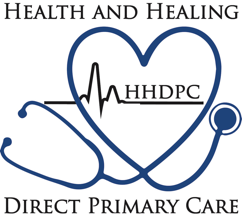 Health and Healing
HHDPC
Direct Primary Care